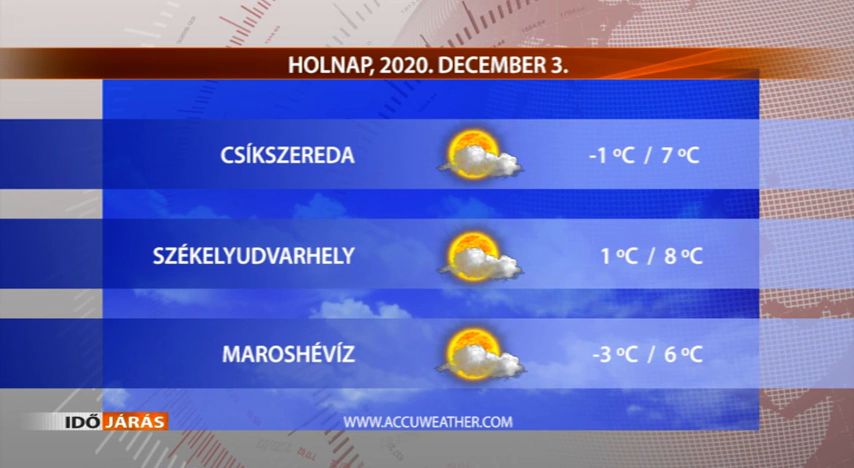 HOLNAP, 2020. DECEMBER 3.
CSÍKSZEREDA -1 ºC / 7 ºC
SZÉKELYUDVARHELY 1 ºC / 8 ºC
MAROSHÉVÍZ -3 ºC / 6 ºC
IDŐJÁRÁS WWW.ACCUWEATHER.COM